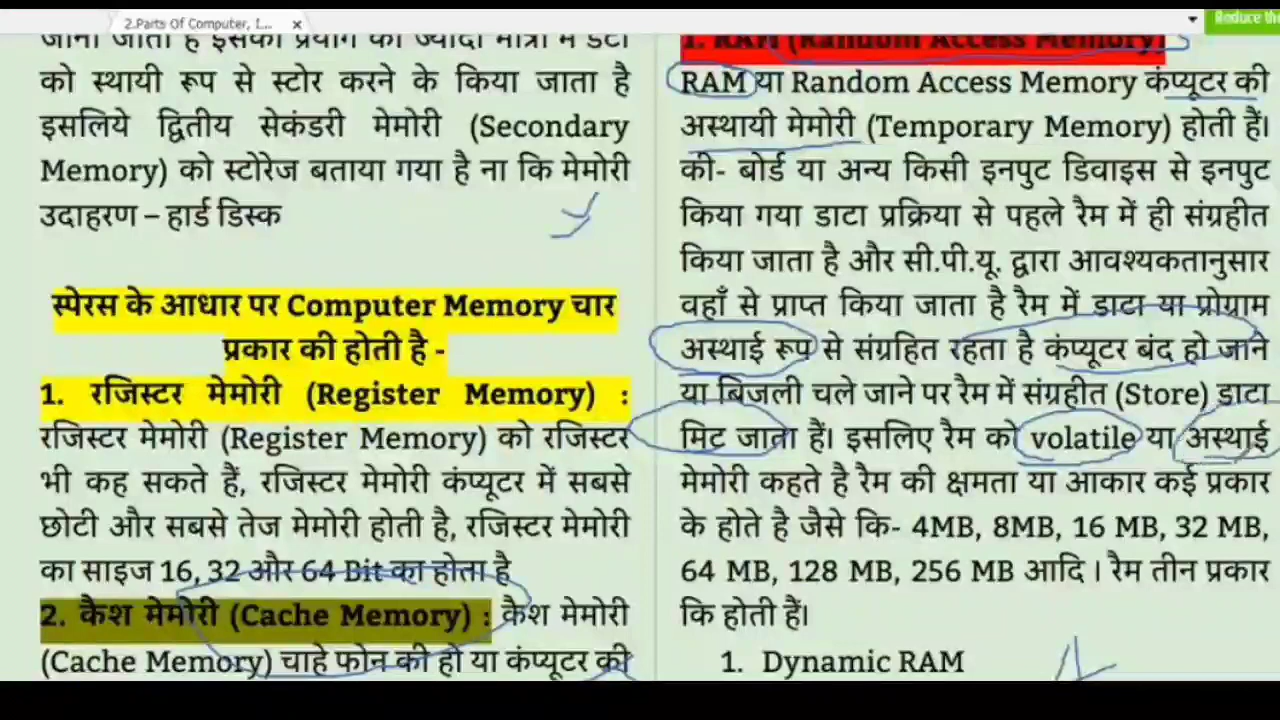 2.Parts Of Computer, I...
Reduce the
जाना जाता है इसका प्रयोग की ज्यादा मात्रा में डेटा
को स्थायी रूप से स्टोर करने के किया जाता है
इसलिये द्वितीय सेकंडरी मेमोरी (Secondary
Memory) को स्टोरेज बताया गया है ना कि मेमोरी
उदाहरण – हार्ड डिस्क
स्पेरस के आधार पर Computer Memory चार
प्रकार की होती है -
1. रजिस्टर मेमोरी (Register Memory) :
रजिस्टर मेमोरी (Register Memory) को रजिस्टर
भी कह सकते हैं, रजिस्टर मेमोरी कंप्यूटर में सबसे
छोटी और सबसे तेज मेमोरी होती है, रजिस्टर मेमोरी
का साइज 16, 32 और 64 Bit का होता है
2. कैश मेमोरी (Cache Memory) : कैश मेमोरी
(Cache Memory) चाहे फोन की हो या कंप्यूटर की
1. RAM (Random Access Memory)
RAM या Random Access Memory कंप्यूटर की
अस्थायी मेमोरी (Temporary Memory) होती हैं।
की- बोर्ड या अन्य किसी इनपुट डिवाइस से इनपुट
किया गया डाटा प्रक्रिया से पहले रैम में ही संग्रहीत
किया जाता है और सी.पी.यू. द्वारा आवश्यकतानुसार
वहाँ से प्राप्त किया जाता है रैम में डाटा या प्रोग्राम
अस्थाई रूप से संग्रहित रहता है कंप्यूटर बंद हो जाने
या बिजली चले जाने पर रैम में संग्रहीत (Store) डाटा
मिट जाता हैं। इसलिए रैम को volatile या अस्थाई
मेमोरी कहते है रैम की क्षमता या आकार कई प्रकार
के होते है जैसे कि- 4MB, 8MB, 16 MB, 32 MB,
64 MB, 128 MB, 256 MB आदि । रैम तीन प्रकार
कि होती हैं।
1. Dynamic RAM